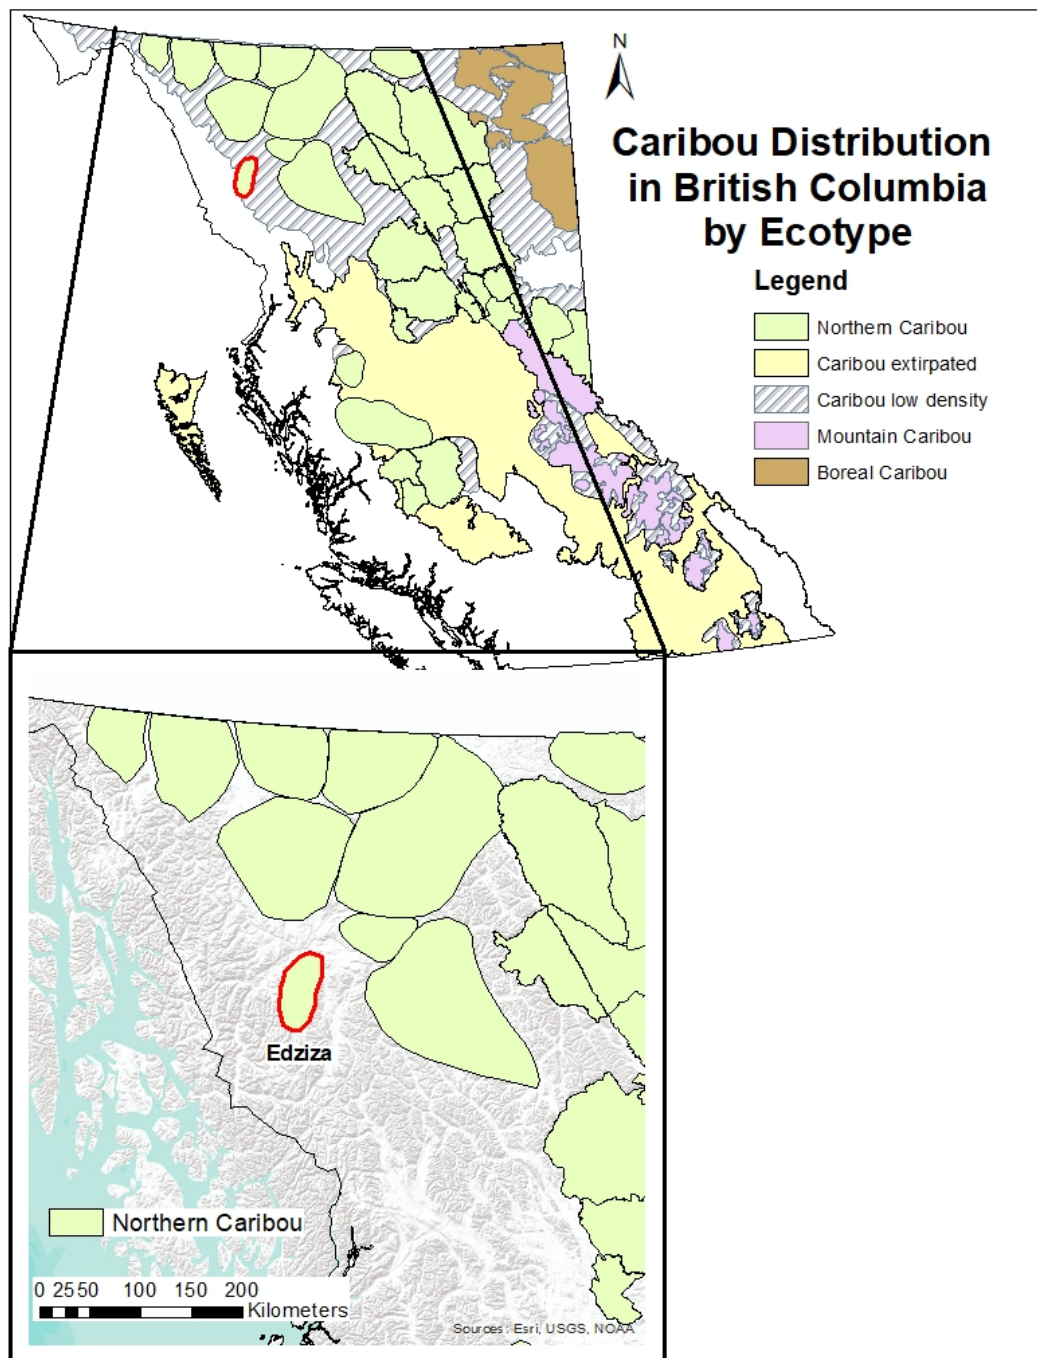 N
Caribou Distribution
in British Columbia
by Ecotype
Legend
Northern Caribou
Caribou extirpated
Caribou low density
Mountain Caribou
Boreal Caribou
Edziza
Northern Caribou
0 25 50 100 150 200
Kilometers
Sources: Esri, USGS, NOAA